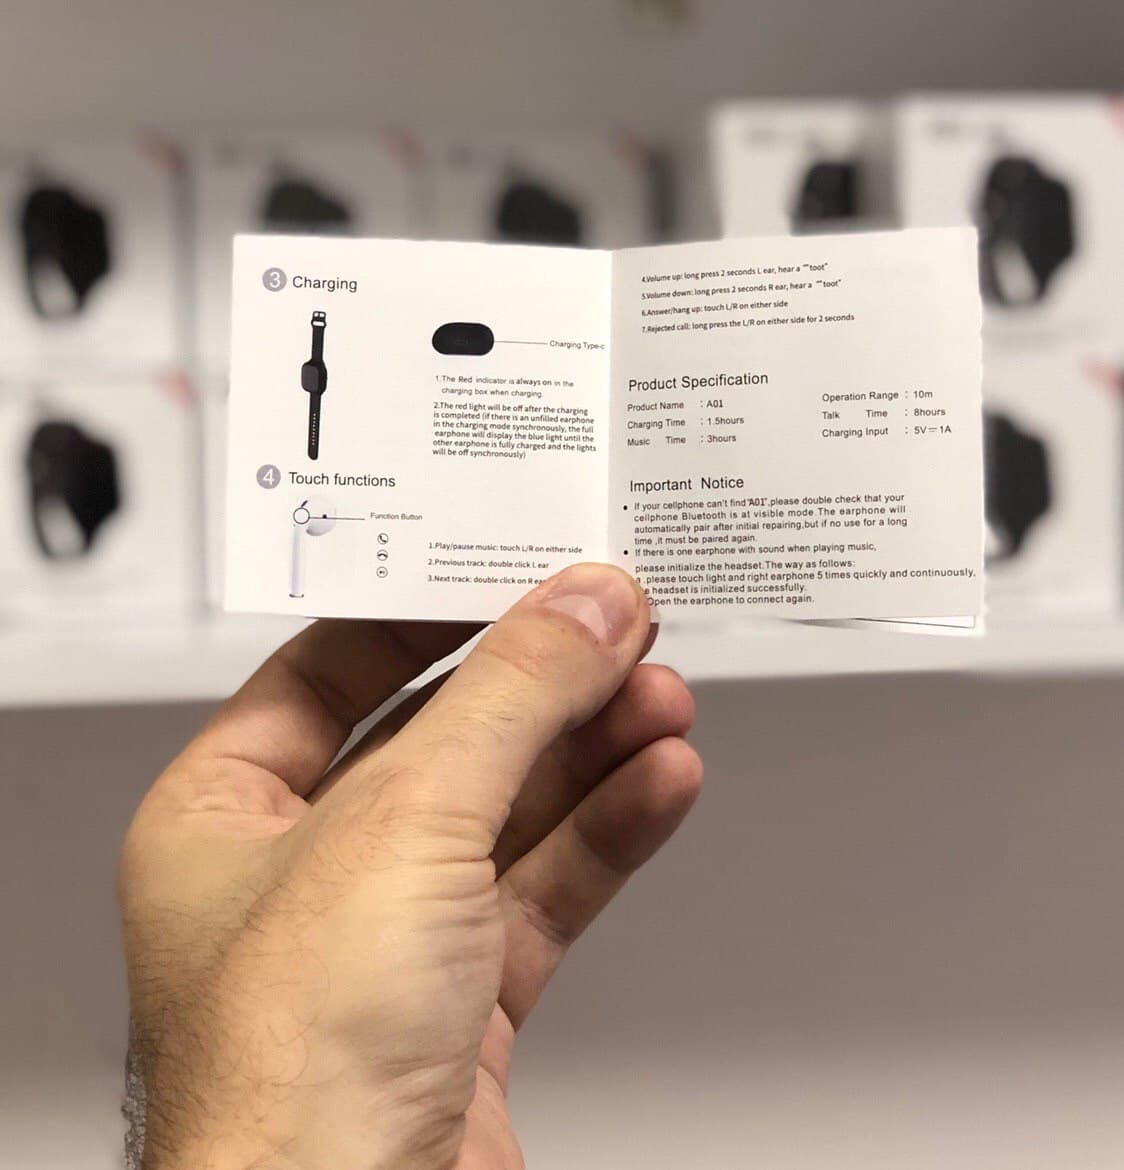 3 Charging
Charging Type-c
1.The Red indicator is always on in the
charging box when charging.
2.The red light will be off after the charging
is completed (if there is an unfilled earphone
in the charging mode synchronously, the full
earphone will display the blue light until the
other earphone is fully charged and the lights
will be off synchronously)
4 Touch functions
Function Button
1.Play/pause music: touch L/R on either side
2.Previous track: double click L ear
3.Next track: double click on R ear
4.Volume up: long press 2 seconds L ear, hear a "“toot”
5.Volume down: long press 2 seconds R ear, hear a "“toot”
6.Answer/hang up: touch L/R on either side
7.Rejected call: long press the L/R on either side for 2 seconds
Product Specification
Product Name : A01
Charging Time : 1.5hours
Music Time : 3hours
Operation Range : 10m
Talk Time : 8hours
Charging Input : 5V⎓1A
Important Notice
• If your cellphone can't find"A01",please double check that your
cellphone Bluetooth is at visible mode.The earphone will
automatically pair after initial repairing,but if no use for a long
time ,it must be paired again.
• If there is one earphone with sound when playing music,
please initialize the headset.The way as follows:
a .please touch light and right earphone 5 times quickly and continuously,
headset is initialized successfully.
Open the earphone to connect again.